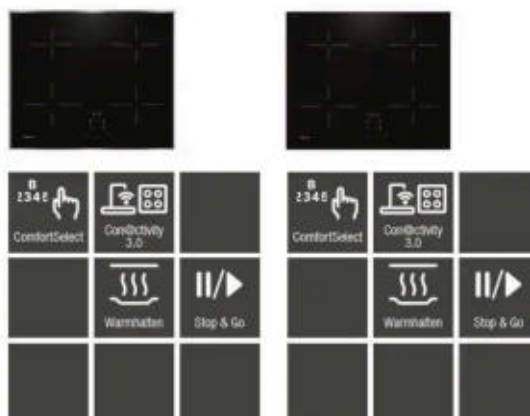 ComfortSelect
Con@ctivity
3.0
Warmhalten
Stop & Go
ComfortSelect
Con@ctivity
3.0
Warmhalten
Stop & Go